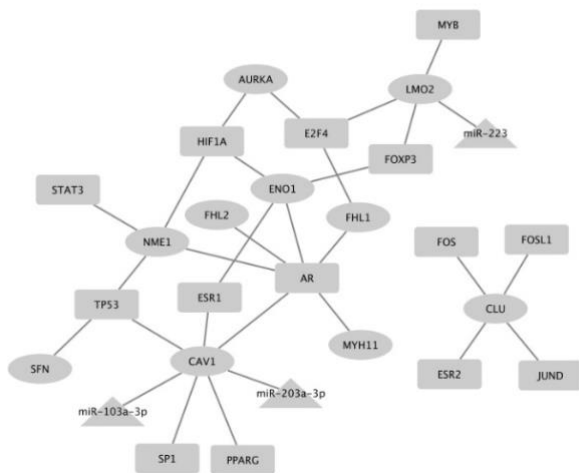 MYB
AURKA
LMO2
HIF1A
E2F4
miR-223
FOXP3
STAT3
ENO1
FHL2
FHL1
NME1
FOS
FOSL1
AR
TP53
ESR1
CLU
MYH11
SFN
CAV1
ESR2
JUND
miR-103a-3p
miR-203a-3p
SP1
PPARG